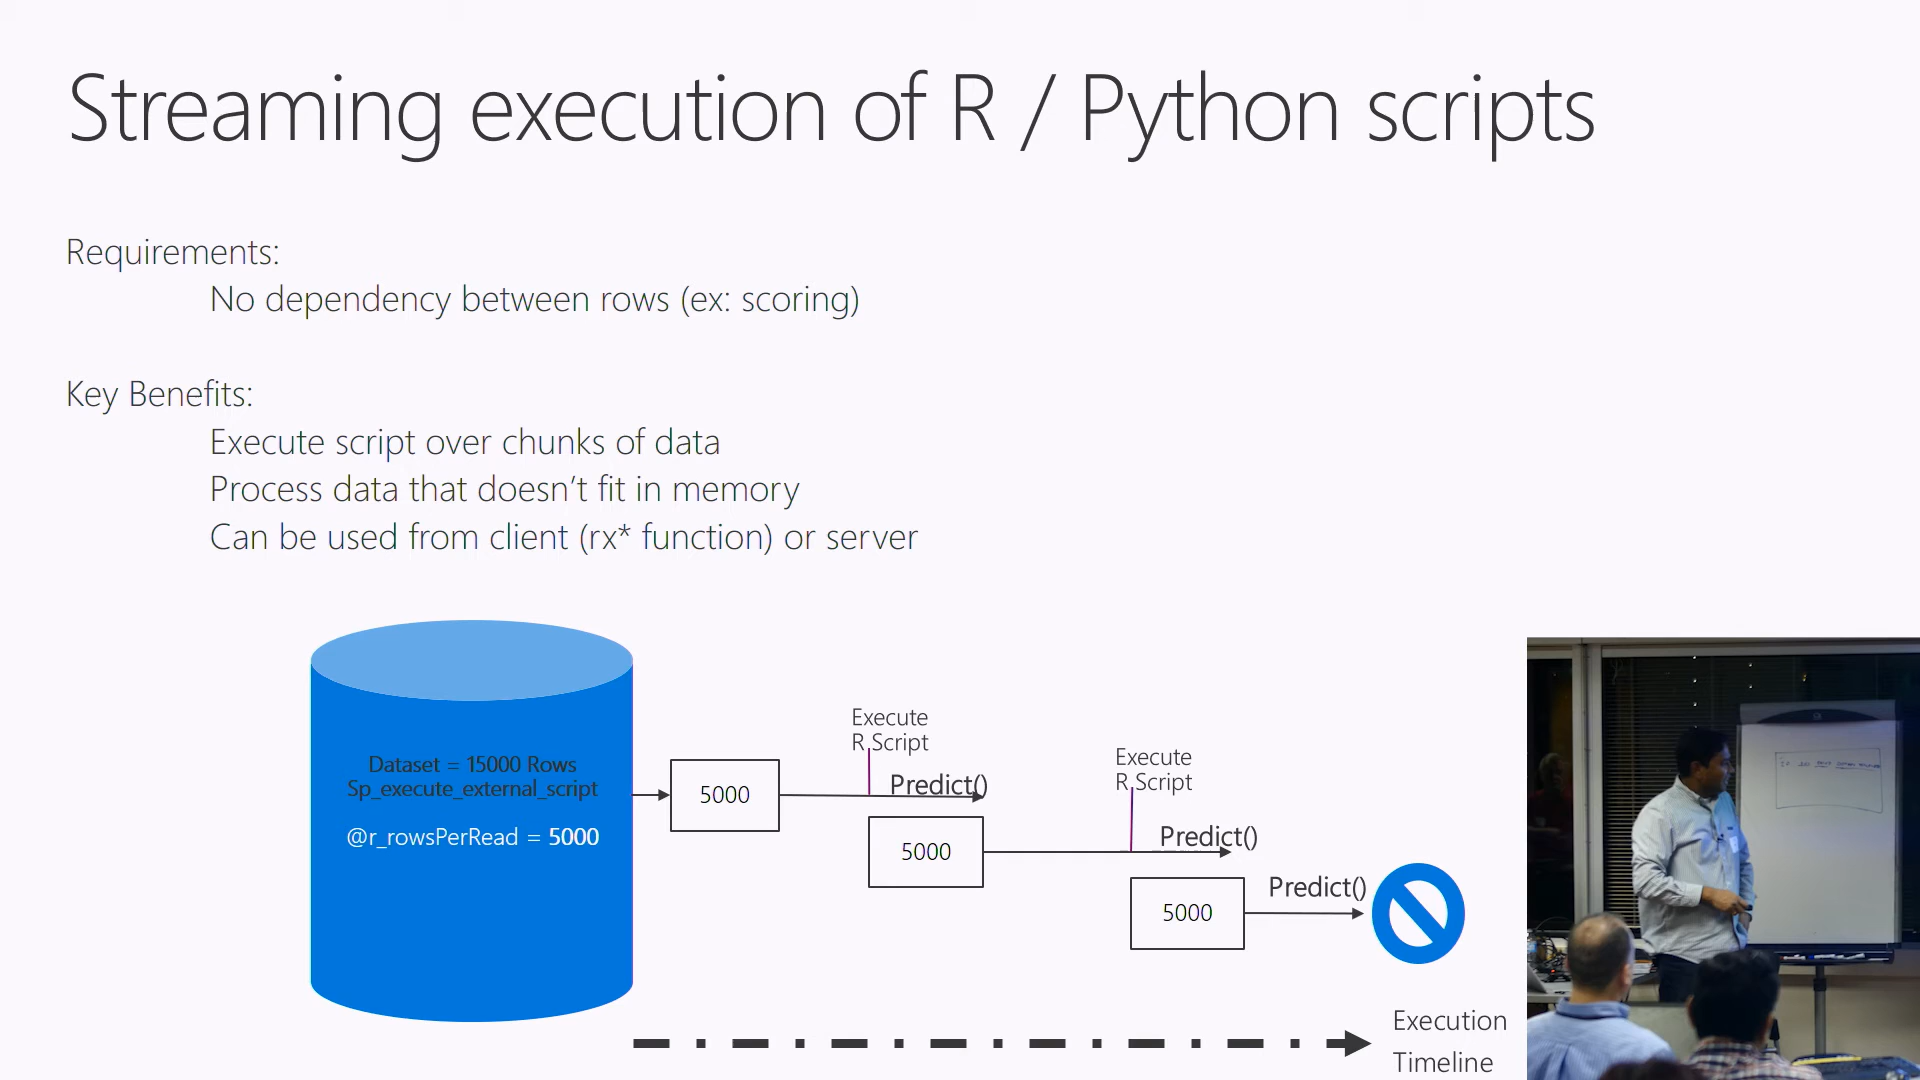 Streaming execution of R / Python scripts
Requirements:
No dependency between rows (ex: scoring)
Key Benefits:
Execute script over chunks of data
Process data that doesn’t fit in memory
Can be used from client (rx* function) or server
Dataset = 15000 Rows
Sp_execute_external_script
@r_rowsPerRead = 5000
5000
Execute
R Script
Predict()
5000
Execute
R Script
Predict()
5000
Predict()
Execution
Timeline